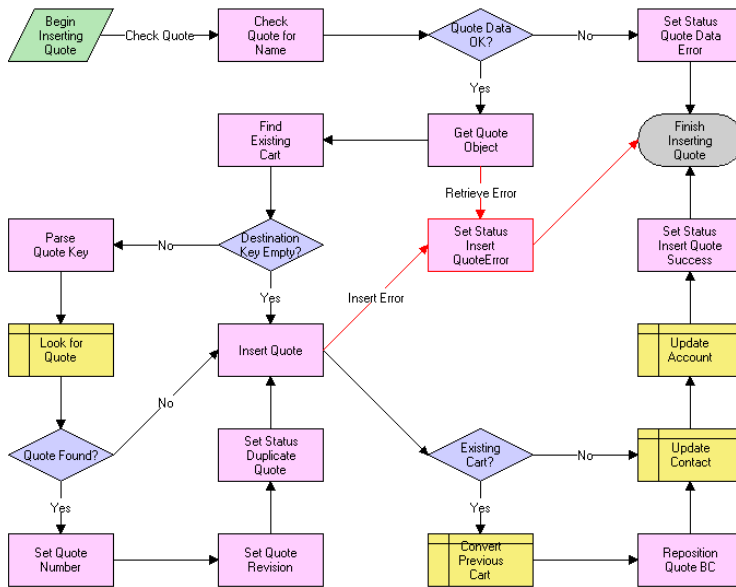 Begin
Inserting
Quote
Check Quote
Check
Quote for
Name
Quote Data
OK?
No
Set Status
Quote Data
Error
Yes
Find
Existing
Cart
Get Quote
Object
Finish
Inserting
Quote
Retrieve Error
Parse
Quote Key
No
Destination
Key Empty?
Set Status
Insert
QuoteError
Set Status
Insert Quote
Success
Yes
Insert Error
Look for
Quote
Insert Quote
Update
Account
No
Quote Found?
Set Status
Duplicate
Quote
Existing
Cart?
No
Update
Contact
Yes
Yes
Set Quote
Number
Set Quote
Revision
Convert
Previous
Cart
Reposition
Quote BC